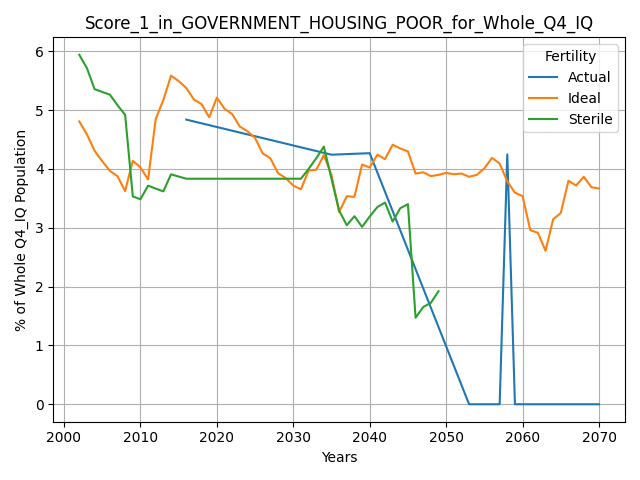 Score_1_in_GOVERNMENT_HOUSING_POOR_for_Whole_Q4_IQ
Fertility
Actual
Ideal
Sterile
% of Whole Q4_IQ Population
6
5
4
3
2
1
0
2000 2010 2020 2030 2040 2050 2060 2070
Years